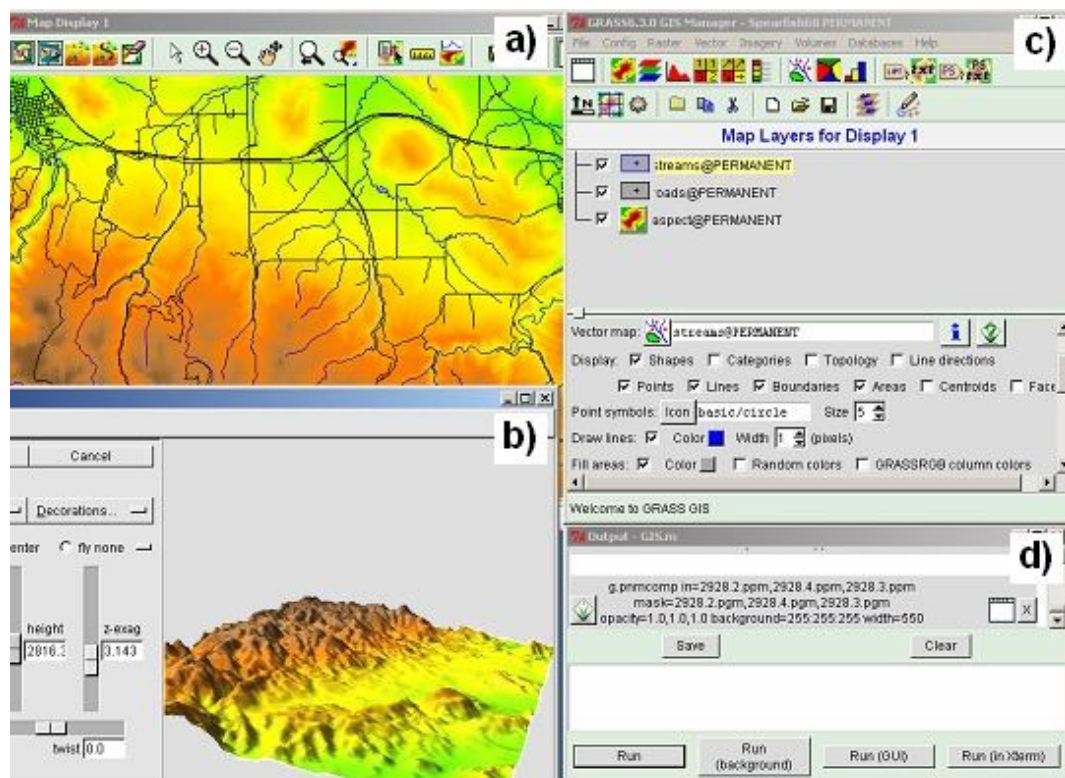 Map Display 1
a)
GRASS6.3.0 GIS Manager - Spearfish60 PERMANENT
c)
File Config Raster Vector Imagery Volumes Databases Help
Map Layers for Display 1
streams@PERMANENT
roads@PERMANENT
aspect@PERMANENT
Vector map: streams@PERMANENT
Display: Shapes Categories Topology Line directions
Points Lines Boundaries Areas Centroids Face
Point symbols: Icon basic/circle Size 5
Draw lines: Color Width 1 (pixels)
Fill areas: Color Random colors GRASSRGB column colors
Welcome to GRASS GIS
b)
Cancel
Decorations...
enter fly none
height z-exag
2816.3 3.143
twist 0.0
Output - GIS.m
d)
g.pnmcomp in=2928.2.ppm,2928.4.ppm,2928.3.ppm
mask=2928.2.pgm,2928.4.pgm,2928.3.pgm
opacity=1.0,1.0,1.0 background=255:255:255 width=550
Save Clear
Run
Run (background)
Run (GUI)
Run (in Xterm)